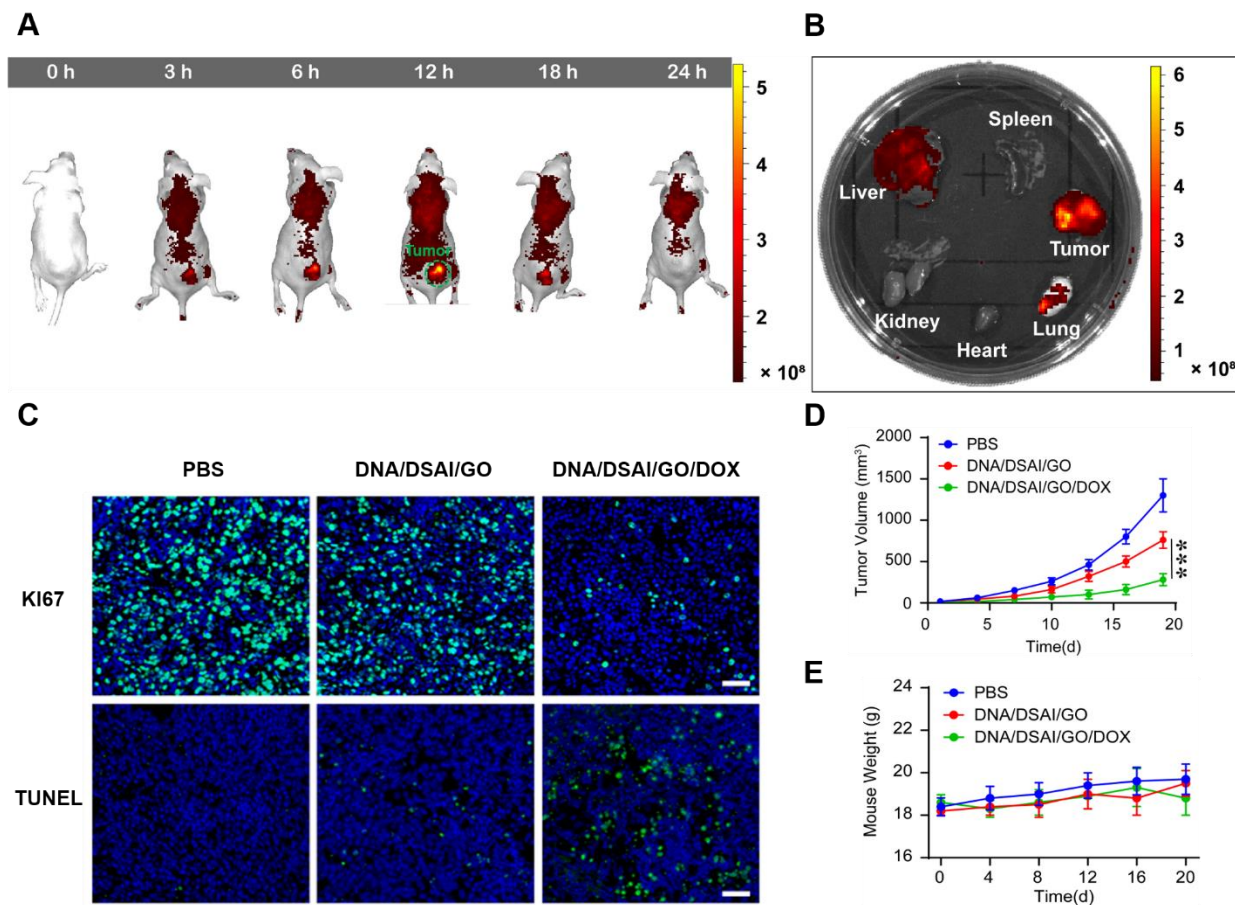 A
0 h 3 h 6 h 12 h 18 h 24 h
Tumor
5
4
3
2
× 10⁸
B
Spleen
Liver
Tumor
Kidney
Lung
Heart
6
5
4
3
2
1
× 10⁸
C
PBS DNA/DSAI/GO DNA/DSAI/GO/DOX
KI67
TUNEL
D
PBS
DNA/DSAI/GO
DNA/DSAI/GO/DOX
Tumor Volume (mm³)
2000
1500
1000
500
0
***
0 5 10 15 20
Time(d)
E
PBS
DNA/DSAI/GO
DNA/DSAI/GO/DOX
Mouse Weight (g)
24
22
20
18
16
0 4 8 12 16 20
Time(d)